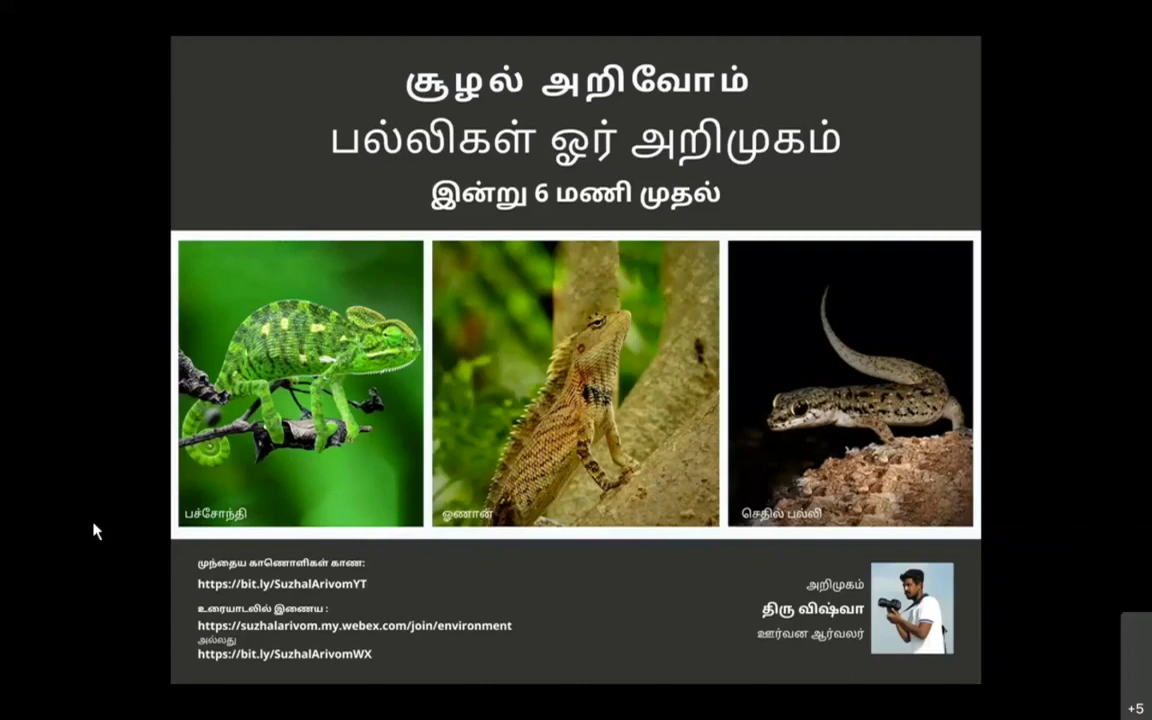 சூழல் அறிவோம்
பல்லிகள் ஓர் அறிமுகம்
இன்று 6 மணி முதல்
பச்சோந்தி
ஓணான்
செதில் பல்லி
முந்தைய காணொளிகள் காண:
https://bit.ly/SuzhalArivomYT
உரையாடலில் இணைய :
https://suzhalarivom.my.webex.com/join/environment
அல்லது
https://bit.ly/SuzhalArivomWX
அறிமுகம்
திரு விஷ்வா
ஊர்வன ஆர்வலர்
+5